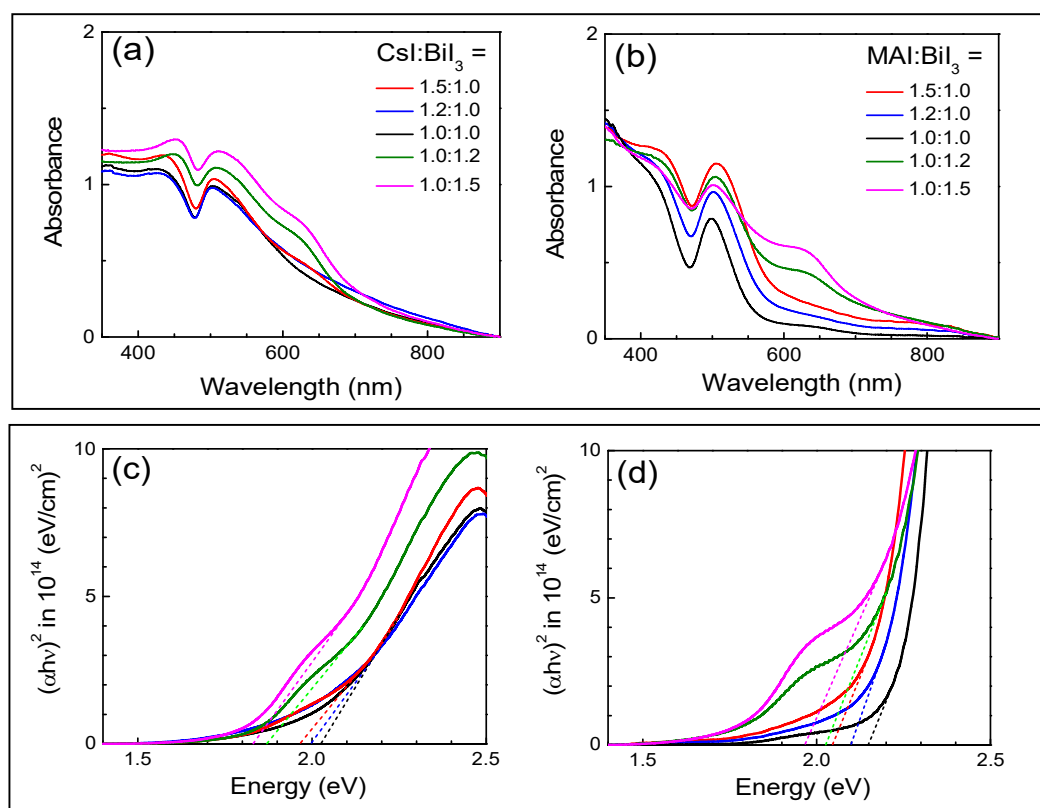 (a)
CsI:BiI₃ =
1.5:1.0
1.2:1.0
1.0:1.0
1.0:1.2
1.0:1.5
2
1
0
Absorbance
400
600
800
Wavelength (nm)
(b)
MAI:BiI₃ =
1.5:1.0
1.2:1.0
1.0:1.0
1.0:1.2
1.0:1.5
2
1
0
Absorbance
400
600
800
Wavelength (nm)
(c)
10
5
0
(αhν)² in 10¹⁴ (eV/cm)²
1.5
2.0
2.5
Energy (eV)
(d)
10
5
0
(αhν)² in 10¹⁴ (eV/cm)²
1.5
2.0
2.5
Energy (eV)